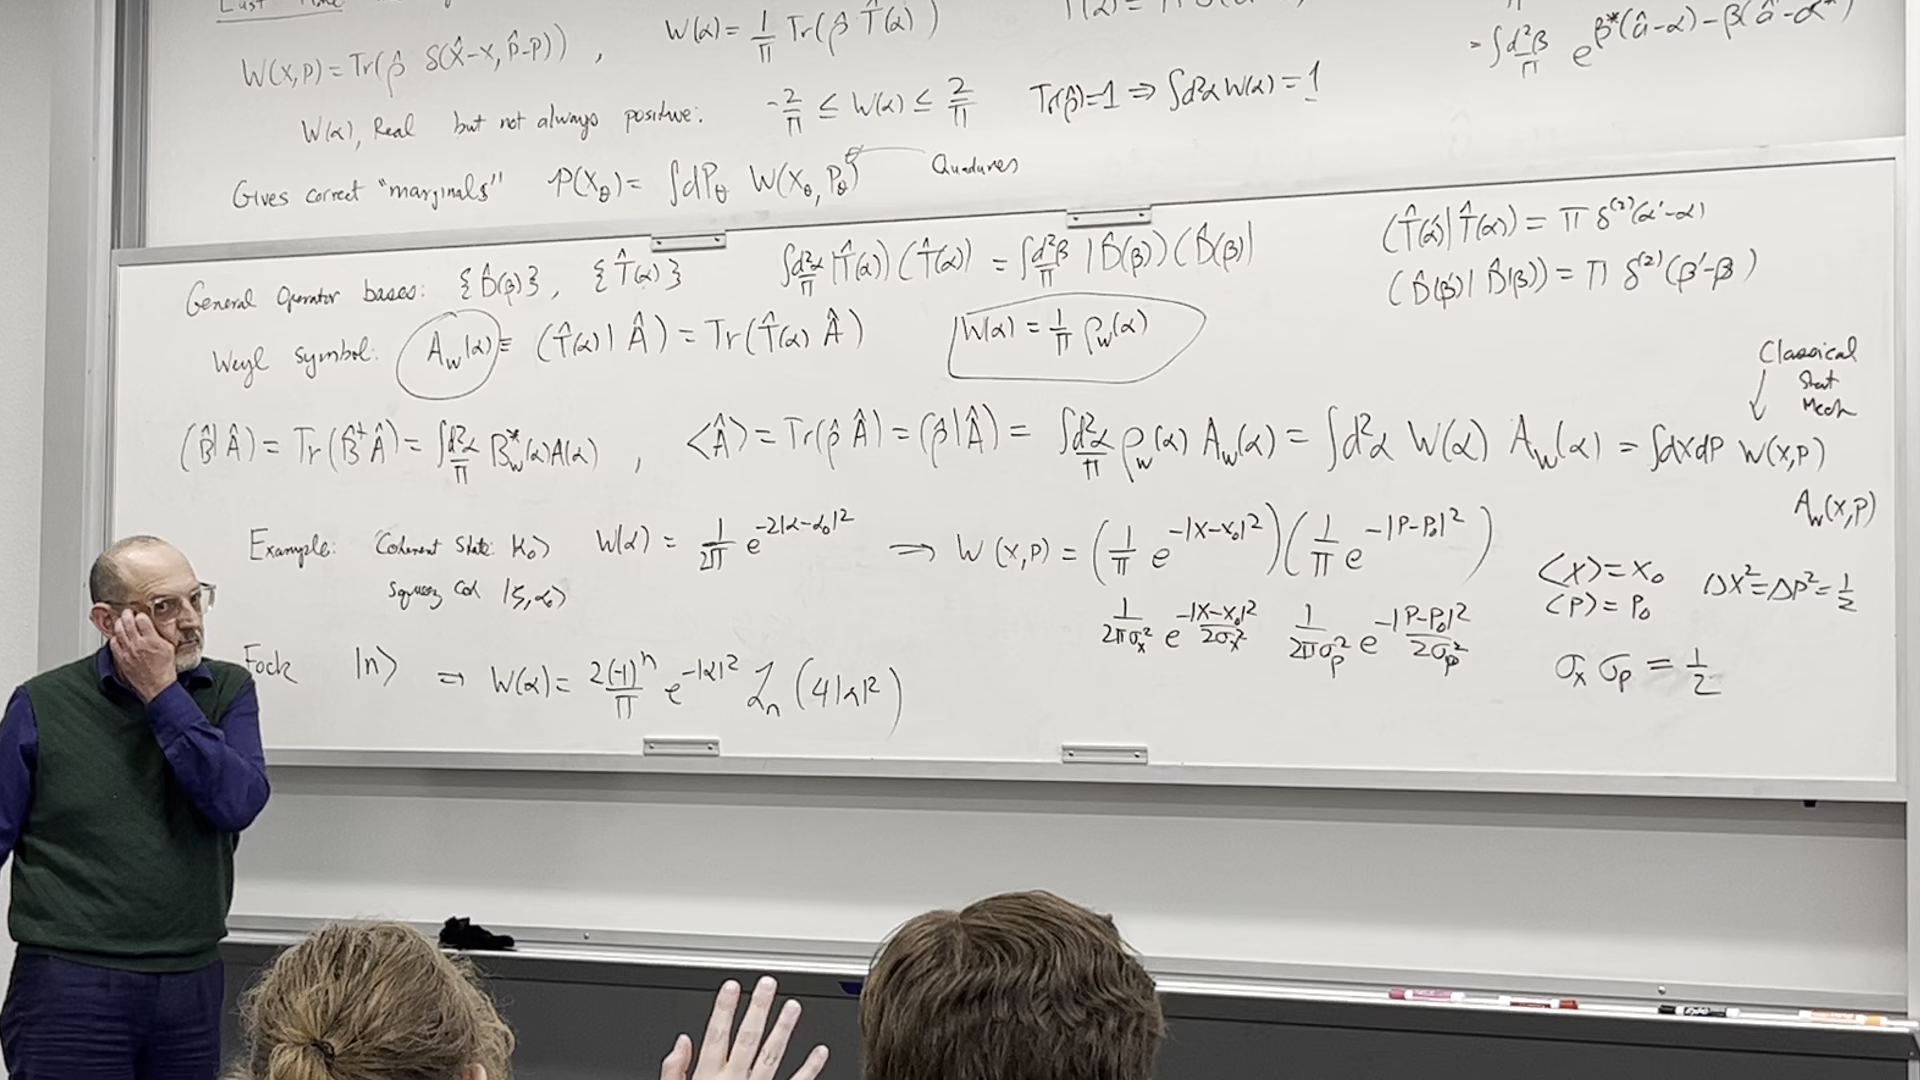 Last Time
W(x,p) = Tr(ρ̂ δ(X̂-x, p̂-p)) , W(α) = 1/π Tr(ρ̂ T̂(α))
= ∫d²β/π e^{β*(â-α)-β(â-α*)}
W(α), Real but not always positive: -2/π ≤ W(α) ≤ 2/π Tr(ρ̂)=1 ⇒ ∫d²α W(α) = 1
Gives correct "marginals" P(X_θ) = ∫dP_θ W(X_θ, P_θ) Quadures
General Operator bases: {D̂(β)}, {T̂(α)} ∫d²α/π |T̂(α))(T̂(α)) = ∫d²β/π |D̂(β))(D̂(β)|
(T̂(α')|T̂(α)) = π δ⁽²⁾(α'-α)
(D̂(β')|D̂(β)) = π δ⁽²⁾(β'-β)
Weyl symbol: A_w(α) ≡ (T̂(α)|Â) = Tr(T̂(α) Â) W(α) = 1/π ρ_w(α)
Classical
Stat
Mech
(B̂|Â) = Tr(B̂†Â) = ∫d²α/π B_w*(α)A(α) , <Â> = Tr(ρ̂ Â) = (ρ̂|Â) = ∫d²α/π ρ_w(α) A_w(α) = ∫d²α W(α) A_w(α) = ∫dxdp W(x,p)
A_w(x,p)
Example: Coherent State: |α₀> W(α) = 1/2π e^{-2|α-α₀|²} ⇒ W(x,p) = (1/π e^{-|x-x₀|²})(1/π e^{-|p-p₀|²})
<x> = x₀ ΔX²=ΔP²=1/2
<p> = p₀
|ζ,α₀> 1/2πσ_x² e^{-|x-x₀|²/2σ_x²} 1/2πσ_p² e^{-|p-p₀|²/2σ_p²}
σ_x σ_p = 1/2
Fock |n> ⇒ W(α) = 2(-1)^n/π e^{-|α|²} L_n(4|α|²)